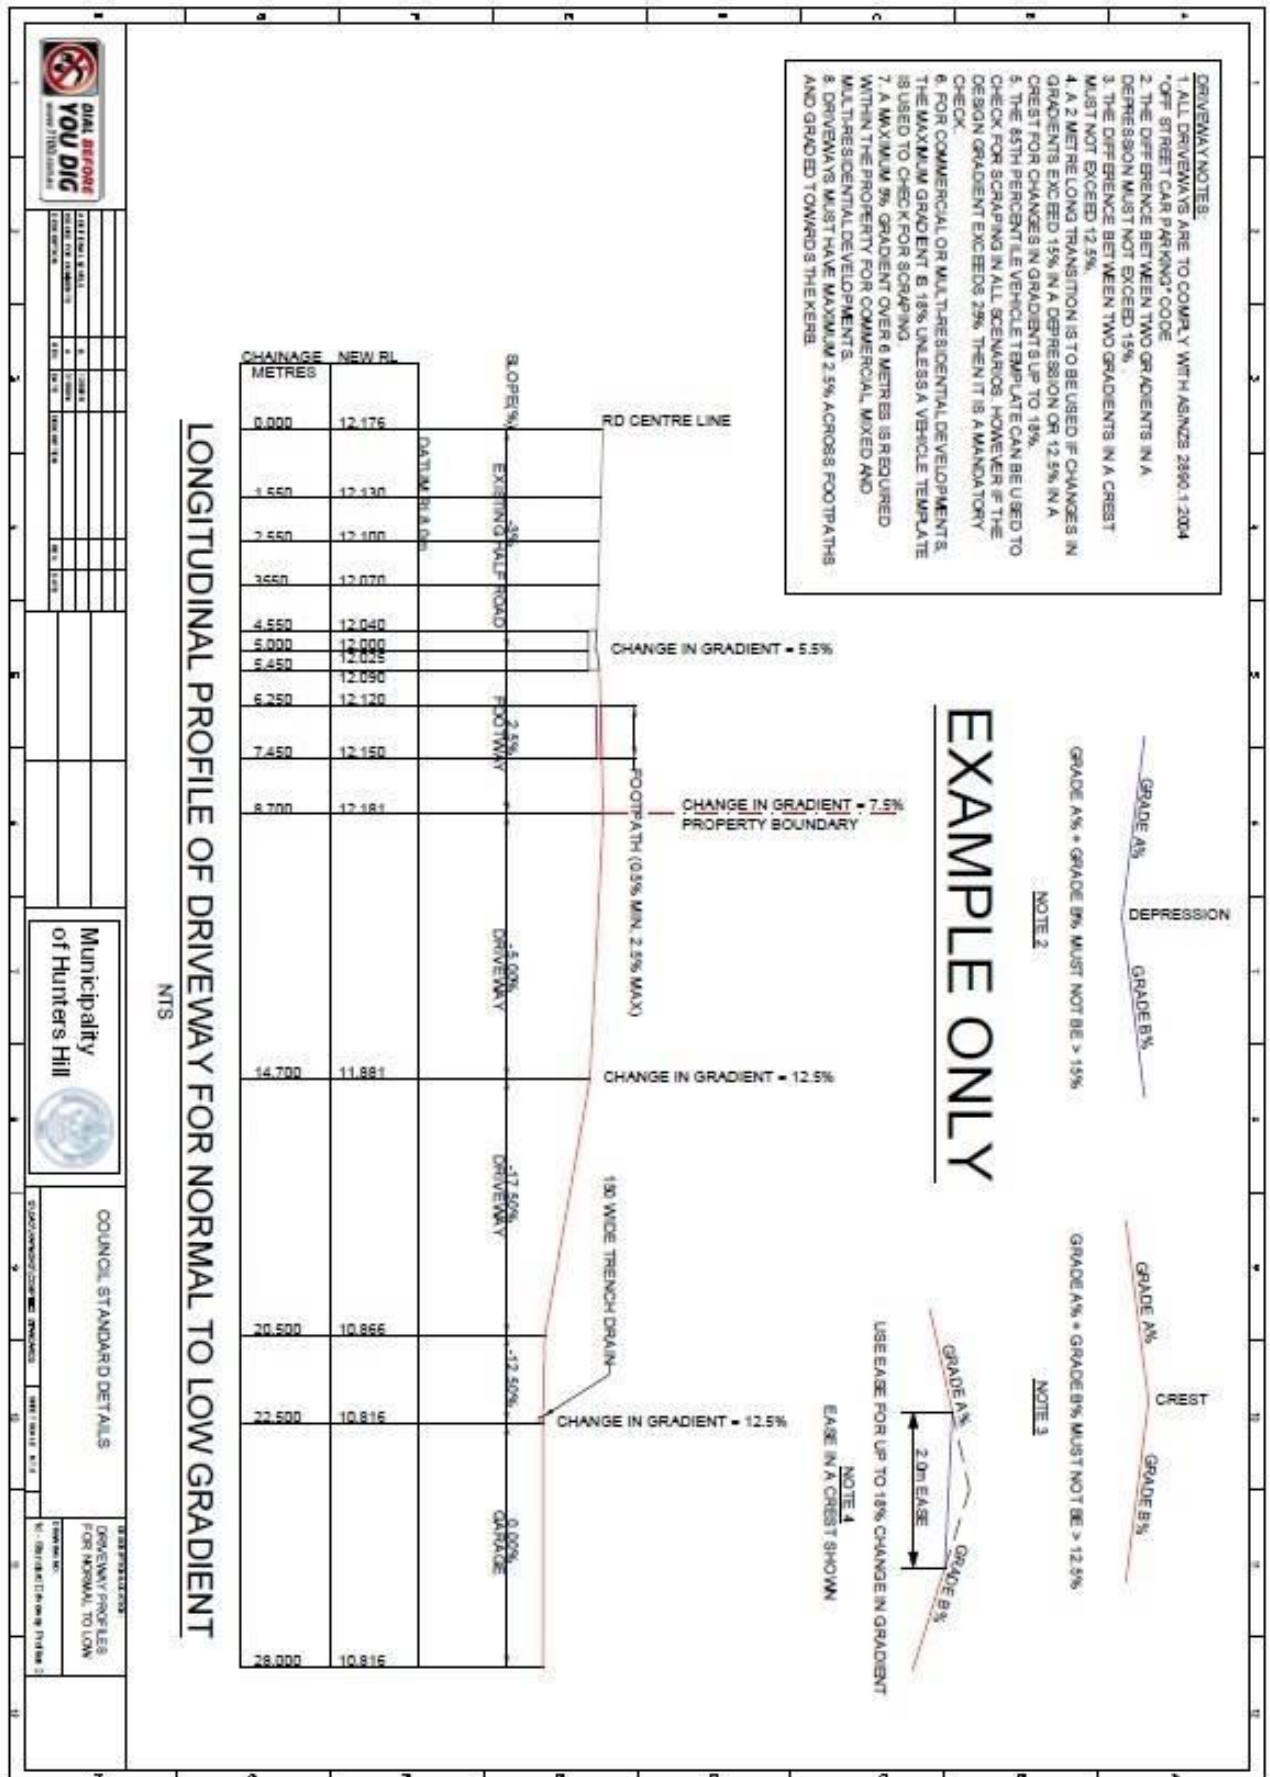 DRIVEWAY NOTES:
1. ALL DRIVEWAYS ARE TO COMPLY WITH AS/NZS 2890.1:2004
"OFF STREET CAR PARKING" CODE
2. THE DIFFERENCE BETWEEN TWO GRADIENTS IN A
DEPRESSION MUST NOT EXCEED 15%.
3. THE DIFFERENCE BETWEEN TWO GRADIENTS IN A CREST
MUST NOT EXCEED 12.5%.
4. A 2 METRE LONG TRANSITION IS TO BE USED IF CHANGES IN
GRADIENTS EXCEED 15% IN A DEPRESSION OR 12.5% IN A
CREST FOR CHANGES IN GRADIENTS UP TO 18%.
5. THE 85TH PERCENTILE VEHICLE TEMPLATE CAN BE USED TO
CHECK FOR SCRAPING IN ALL SCENARIOS. HOWEVER IF THE
DESIGN GRADIENT EXCEEDS 25% THEN IT IS A MANDATORY
CHECK.
6. FOR COMMERCIAL OR MULTI-RESIDENTIAL DEVELOPMENTS,
THE MAXIMUM GRADIENT IS 18% UNLESS A VEHICLE TEMPLATE
IS USED TO CHECK FOR SCRAPING.
7. A MAXIMUM 5% GRADIENT OVER 6 METRES IS REQUIRED
WITHIN THE PROPERTY FOR COMMERCIAL, MIXED AND
MULTI-RESIDENTIAL DEVELOPMENTS.
8. DRIVEWAYS MUST HAVE MAXIMUM 2.5% ACROSS FOOTPATHS
AND GRADED TOWARDS THE KERB.
GRADE A%
DEPRESSION
GRADE B%
GRADE A% + GRADE B% MUST NOT BE > 15%
NOTE 2
GRADE A%
CREST
GRADE B%
GRADE A% + GRADE B% MUST NOT BE > 12.5%
NOTE 3
GRADE A%
2.0m EASE
GRADE B%
USE EASE FOR UP TO 18% CHANGE IN GRADIENT
EASE IN A CREST SHOWN
NOTE 4
EXAMPLE ONLY
RD CENTRE LINE
CHANGE IN GRADIENT = 5.5%
FOOTPATH (0.5% MIN, 2.5% MAX)
CHANGE IN GRADIENT = 7.5%
PROPERTY BOUNDARY
CHANGE IN GRADIENT = 12.5%
150 WIDE TRENCH DRAIN
CHANGE IN GRADIENT = 12.5%
SLOPE(%)
-3%
EXISTING HALF ROAD
2.5%
FOOTWAY
-5.00%
DRIVEWAY
-17.50%
DRIVEWAY
-12.50%
0.00%
GARAGE
DATUM RL 8.0m
CHAINAGE NEW RL
METRES
0.000 12.176
1.550 12.130
2.550 12.100
3550 12.070
4.550 12.040
5.000 12.000
12.025
5.450
12.090
6.250 12.120
7.450 12.150
8.700 12.181
14.700 11.881
20.500 10.866
22.500 10.816
28.000 10.816
LONGITUDINAL PROFILE OF DRIVEWAY FOR NORMAL TO LOW GRADIENT
NTS
DIAL BEFORE
YOU DIG
Municipality
of Hunters Hill
COUNCIL STANDARD DETAILS
DRIVEWAY PROFILES
FOR NORMAL TO LOW